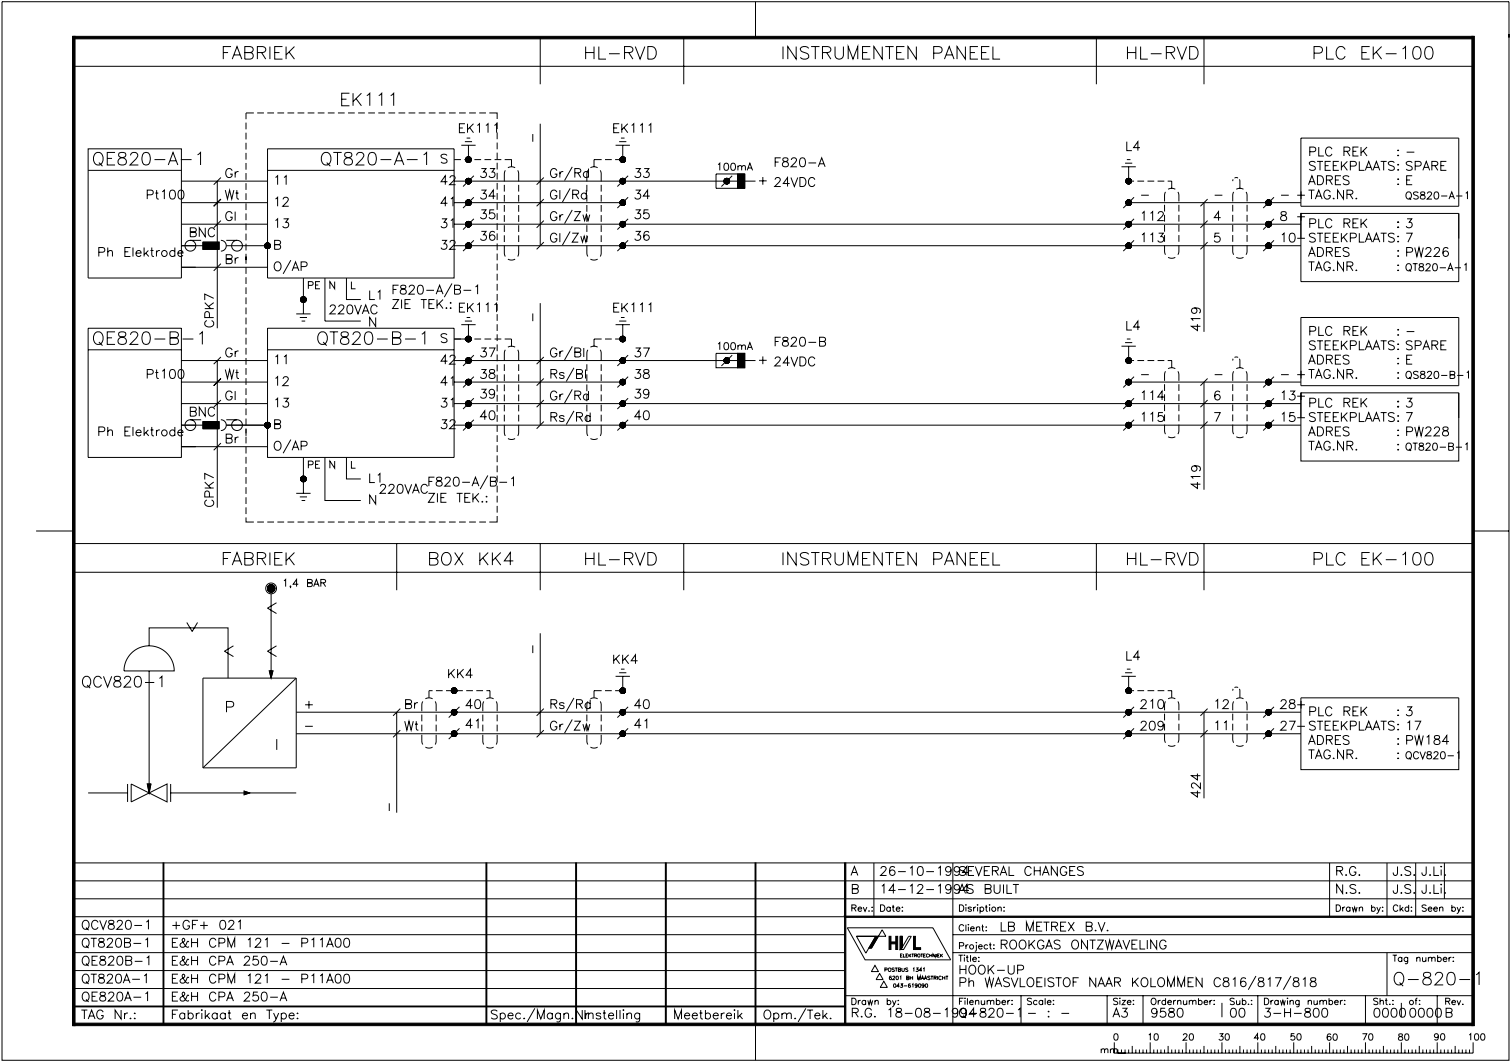 FABRIEK HL-RVD INSTRUMENTEN PANEEL HL-RVD PLC EK-100
EK111
EK111 EK111
QE820-A-1 QT820-A-1 S
Gr 11 42 33 Gr/Rd 33 100mA F820-A
+ 24VDC
Pt100 Wt 12 41 34 Gl/Rd 34
Gl 13 31 35 Gr/Zw 35
BNC
Ph Elektrode B 32 36 Gl/Zw 36
Br O/AP
PE N L
L1 F820-A/B-1
220VAC ZIE TEK.:
N
CPK7
L4
- - - -
112 4 8 +
113 5 10 -
419
PLC REK : -
STEEKPLAATS: SPARE
ADRES : E
TAG.NR. QS820-A-1
PLC REK : 3
STEEKPLAATS: 7
ADRES : PW226
TAG.NR. : QT820-A-1
EK111 EK111
QE820-B-1 QT820-B-1 S
Gr 11 42 37 Gr/Bl 37 100mA F820-B
+ 24VDC
Pt100 Wt 12 41 38 Rs/Bl 38
Gl 13 31 39 Gr/Rd 39
BNC
Ph Elektrode B 32 40 Rs/Rd 40
Br O/AP
PE N L
L1 F820-A/B-1
220VAC ZIE TEK.:
N
CPK7
L4
- - - -
114 6 13 +
115 7 15 -
419
PLC REK : -
STEEKPLAATS: SPARE
ADRES : E
TAG.NR. : QS820-B-1
PLC REK : 3
STEEKPLAATS: 7
ADRES : PW228
TAG.NR. : QT820-B-1
FABRIEK BOX KK4 HL-RVD INSTRUMENTEN PANEEL HL-RVD PLC EK-100
1,4 BAR
QCV820-1
P
I
KK4 KK4 L4
+ Br 40 Rs/Rd 40 210 12 28 +
- Wt 41 Gr/Zw 41 209 11 27 -
424
PLC REK : 3
STEEKPLAATS: 17
ADRES : PW184
TAG.NR. : QCV820-1
A 26-10-1994 SEVERAL CHANGES R.G. J.S. J.Li.
B 14-12-1994 AS BUILT N.S. J.S. J.Li.
Rev.: Date: Disription: Drawn by: Ckd: Seen by:
QCV820-1 +GF+ 021
QT820B-1 E&H CPM 121 - P11A00
QE820B-1 E&H CPA 250-A
QT820A-1 E&H CPM 121 - P11A00
QE820A-1 E&H CPA 250-A
TAG Nr.: Fabrikaat en Type: Spec./Magn.Nr. Instelling Meetbereik Opm./Tek.
HVL
ELEKTROTECHNIEK
POSTBUS 1341
6201 BH MAASTRICHT
043-619090
Client: LB METREX B.V.
Project: ROOKGAS ONTZWAVELING
Title:
HOOK-UP
Ph WASVLOEISTOF NAAR KOLOMMEN C816/817/818
Tag number:
Q-820-1
Drawn by: Filenumber: Scale: Size: Ordernumber: Sub.: Drawing number: Sht.: of: Rev.
R.G. 18-08-1994 Q-820-1 - : - A3 9580 00 3-H-800 0000 0000 B
0 10 20 30 40 50 60 70 80 90 100
mm